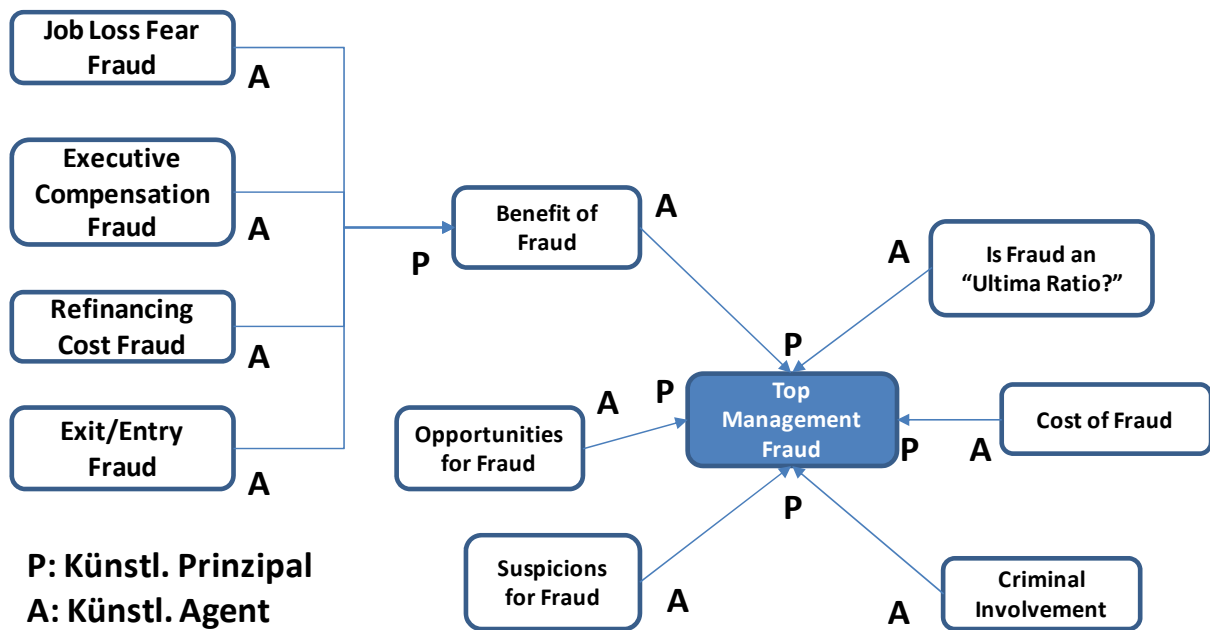 Job Loss Fear
Fraud
A
Executive
Compensation
Fraud
A
Refinancing
Cost Fraud
A
Exit/Entry
Fraud
A
P
Benefit of
Fraud
A
A
Is Fraud an
“Ultima Ratio?”
P
P
A
Opportunities
for Fraud
Top
Management
Fraud
P
A
Cost of Fraud
P
Suspicions
for Fraud
A
A
Criminal
Involvement
P: Künstl. Prinzipal
A: Künstl. Agent